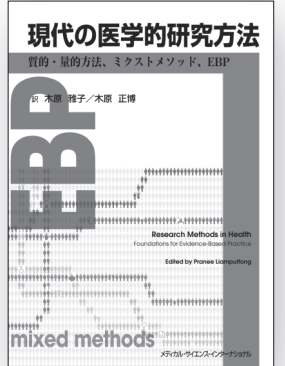 現代の医学的研究方法
質的・量的方法、ミクストメソッド、EBP
訳 木原 雅子／木原 正博
EBP
Research Methods in Health
Foundations for Evidence-Based Practice
Edited by Pranee Liamputtong
mixed methods
メディカル・サイエンス・インターナショナル